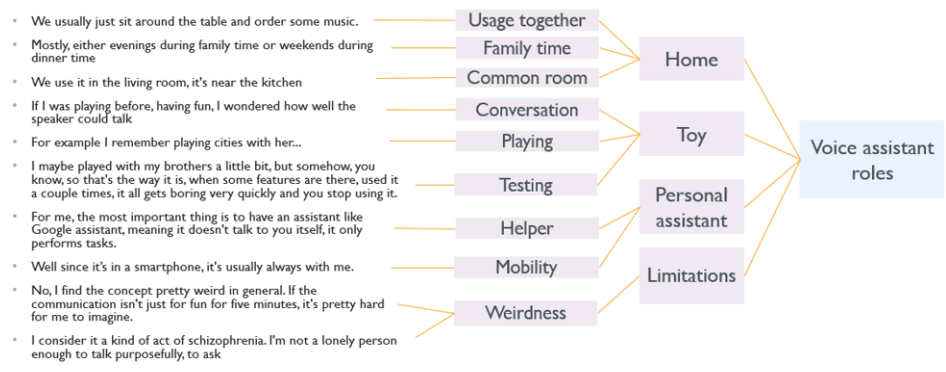 • We usually just sit around the table and order some music.
• Mostly, either evenings during family time or weekends during
dinner time
• We use it in the living room, it's near the kitchen
• If I was playing before, having fun, I wondered how well the
speaker could talk
• For example I remember playing cities with her...
• I maybe played with my brothers a little bit, but somehow, you
know, so that's the way it is, when some features are there, used it
a couple times, it all gets boring very quickly and you stop using it.
• For me, the most important thing is to have an assistant like
Google assistant, meaning it doesn't talk to you itself, it only
performs tasks.
• Well since it's in a smartphone, it's usually always with me.
• No, I find the concept pretty weird in general. If the
communication isn't just for fun for five minutes, it's pretty hard
for me to imagine.
• I consider it a kind of act of schizophrenia. I'm not a lonely person
enough to talk purposefully, to ask
Usage together
Family time
Common room
Conversation
Playing
Testing
Helper
Mobility
Weirdness
Home
Toy
Personal
assistant
Limitations
Voice assistant
roles